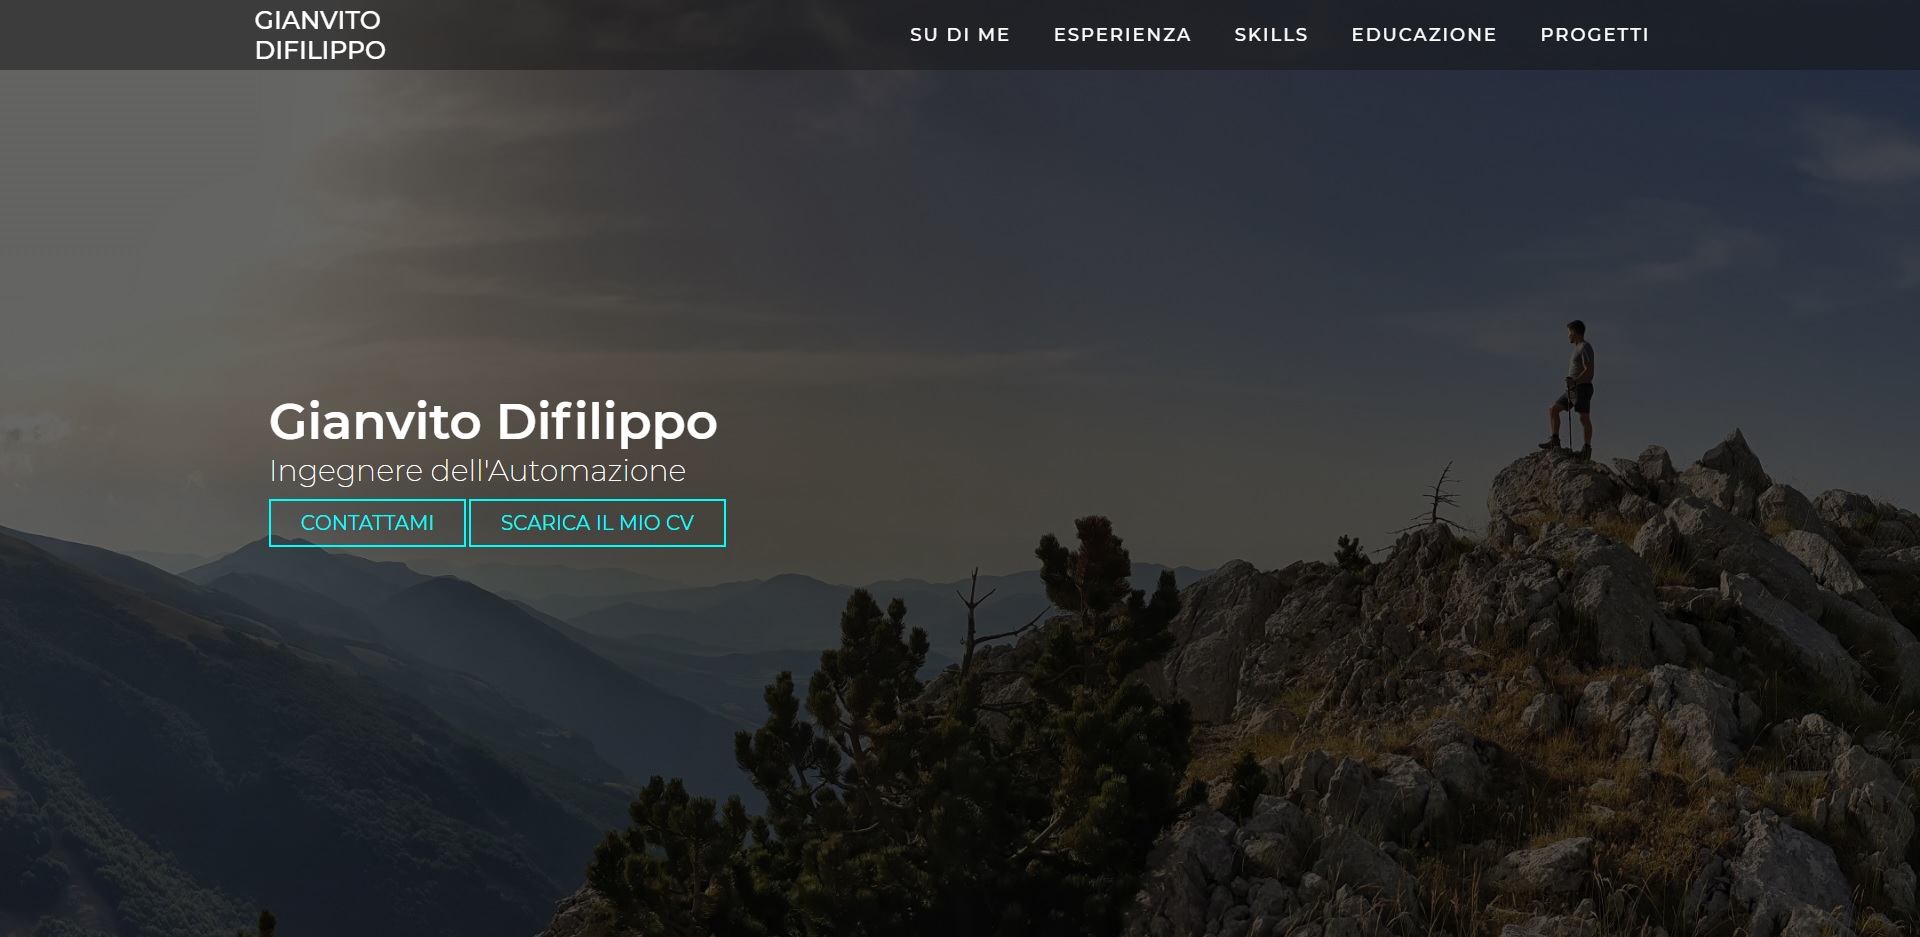 GIANVITO
DIFILIPPO
SU DI ME ESPERIENZA SKILLS EDUCAZIONE PROGETTI
Gianvito Difilippo
Ingegnere dell'Automazione
CONTATTAMI SCARICA IL MIO CV